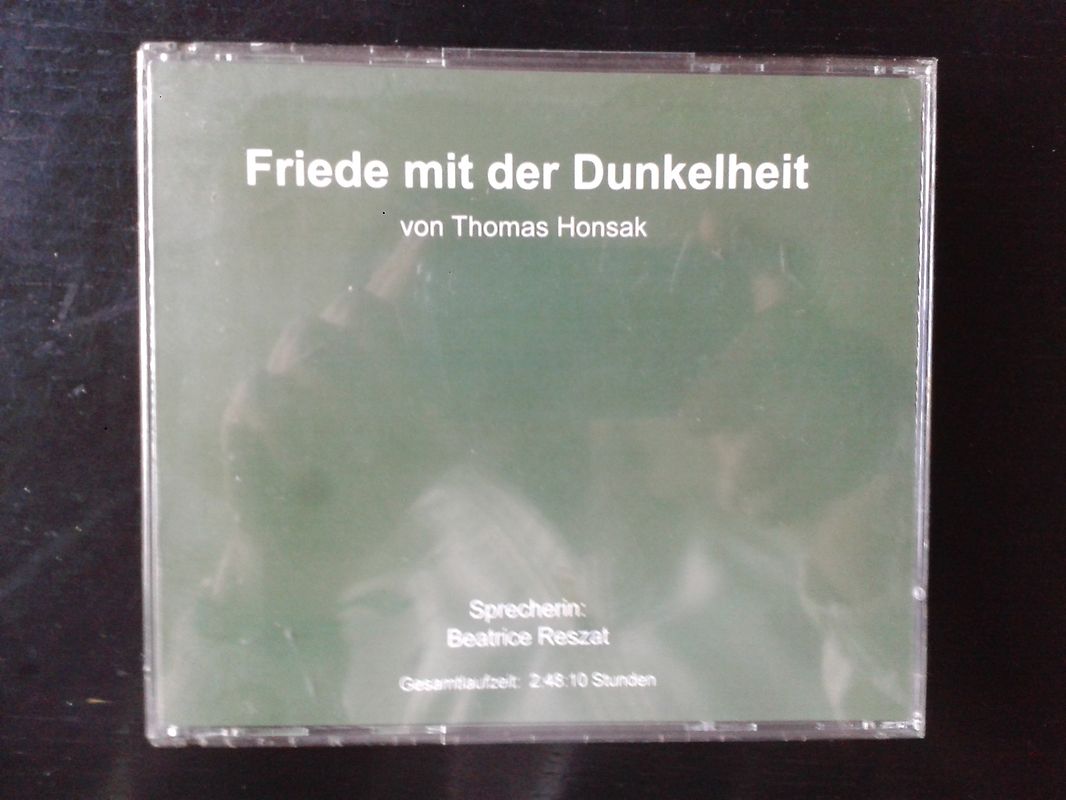 Friede mit der Dunkelheit
von Thomas Honsak
Sprecherin:
Beatrice Reszat
Gesamtlaufzeit: 2:48:10 Stunden